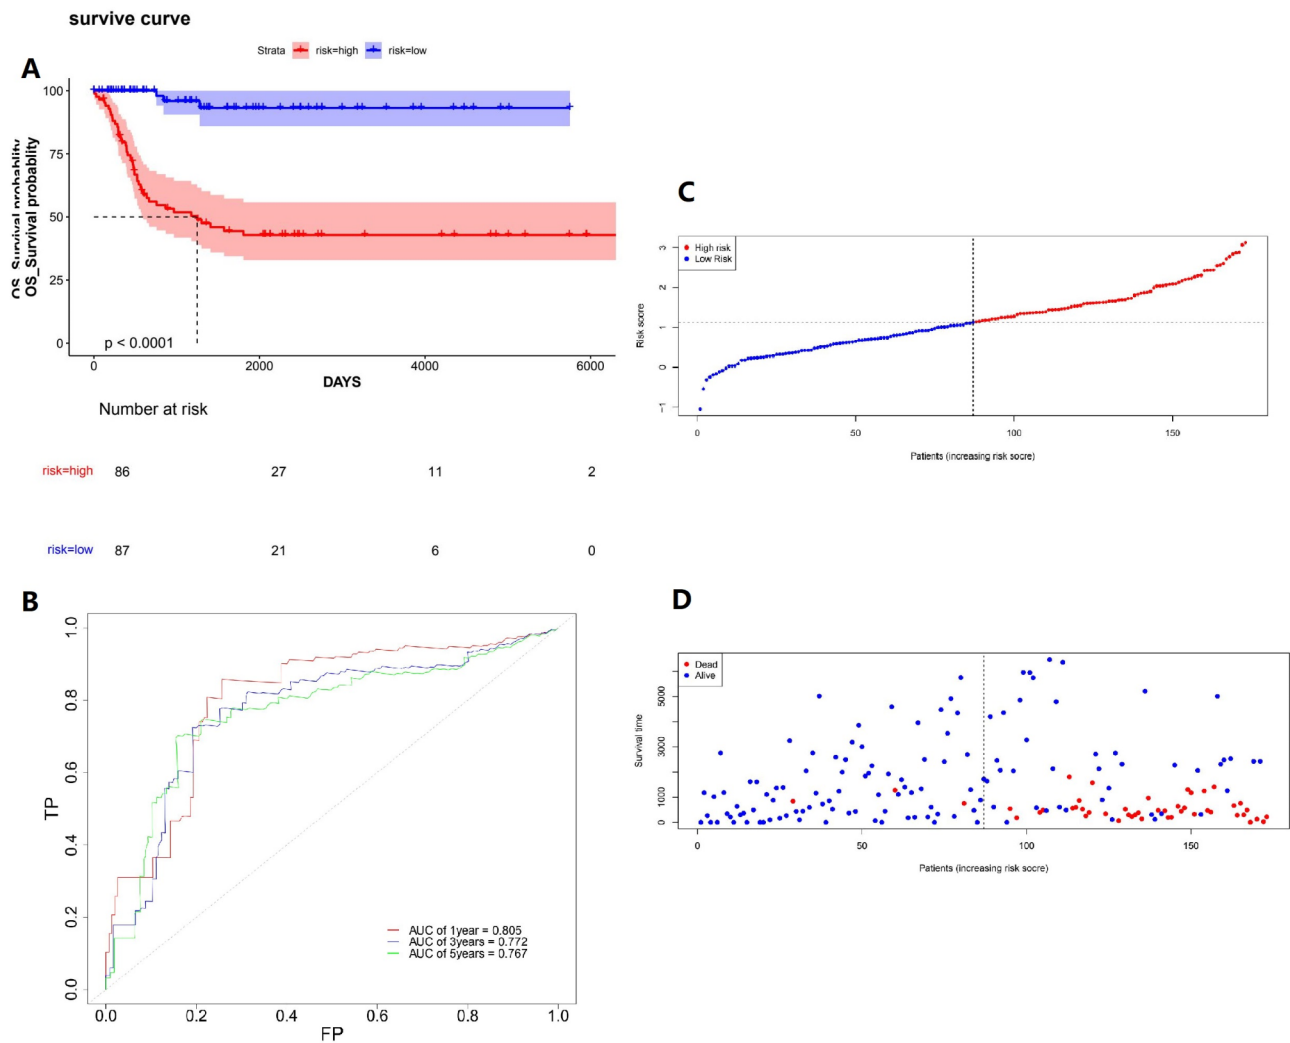 survive curve
Strata risk=high risk=low
A
100
75
50
25
0
OS_Survival probablity
OS_Survival probablity
p < 0.0001
0 2000 4000 6000
DAYS
Number at risk
risk=high 86 27 11 2
risk=low 87 21 6 0
B
1.0
0.8
0.6
0.4
0.2
0.0
TP
AUC of 1year = 0.805
AUC of 3years = 0.772
AUC of 5years = 0.767
0.0 0.2 0.4 0.6 0.8 1.0
FP
C
High risk
Low Risk
3
2
1
0
−1
Risk score
0 50 100 150
Patients (increasing risk socre)
D
Dead
Alive
5000
3000
1000
0
Survival time
0 50 100 150
Patients (increasing risk socre)